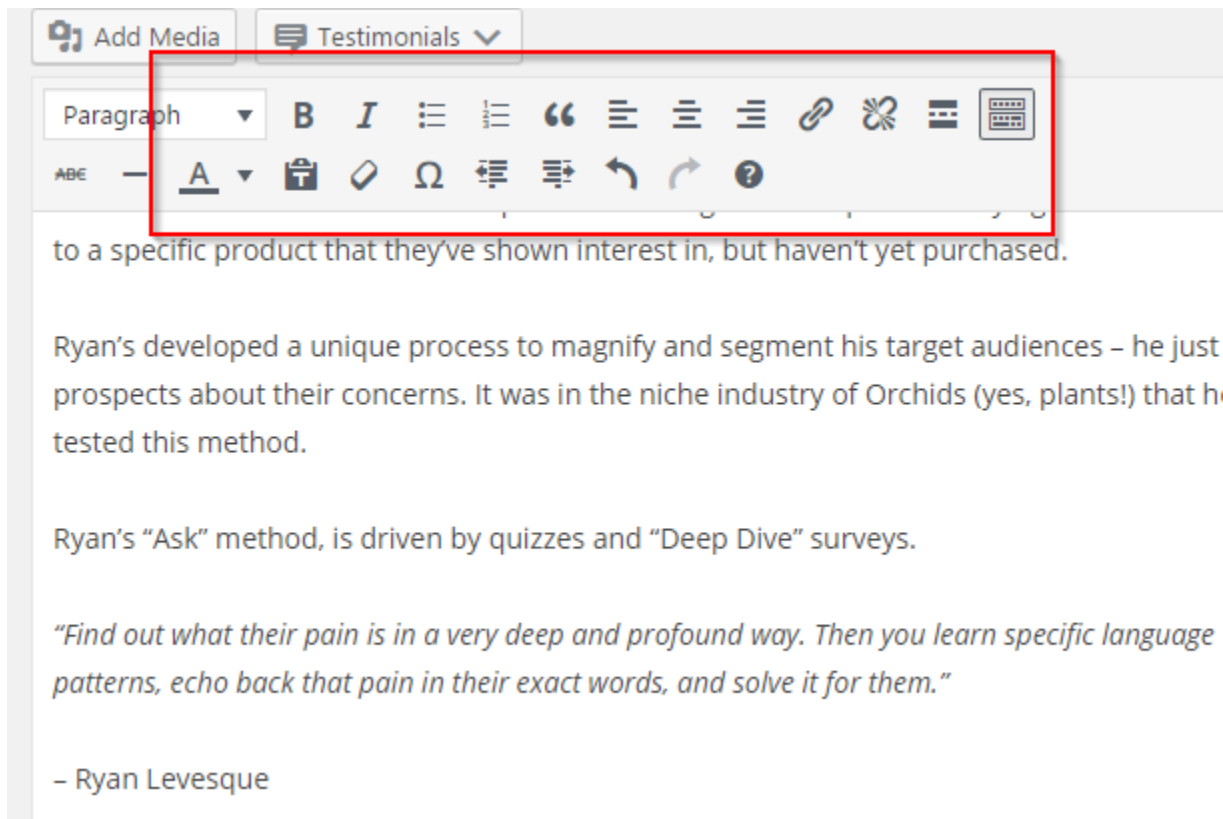 Add Media Testimonials
Paragraph B I
ABC A Ω
to a specific product that they’ve shown interest in, but haven’t yet purchased.
Ryan’s developed a unique process to magnify and segment his target audiences – he just
prospects about their concerns. It was in the niche industry of Orchids (yes, plants!) that
tested this method.
Ryan’s “Ask” method, is driven by quizzes and “Deep Dive” surveys.
“Find out what their pain is in a very deep and profound way. Then you learn specific language
patterns, echo back that pain in their exact words, and solve it for them.”
– Ryan Levesque